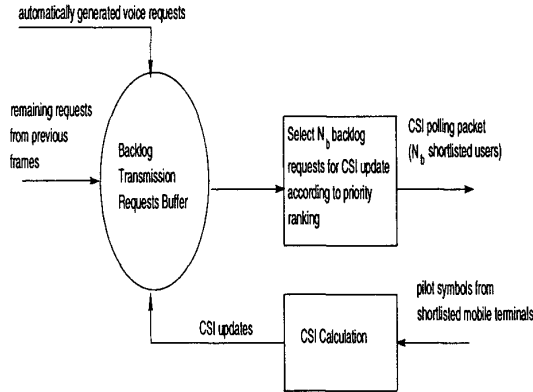 automatically generated voice requests
remaining requests
from previous
frames
Backlog
Transmission
Requests Buffer
Select N_b backlog
requests for CSI update
according to priority
ranking
CSI polling packet
(N_b shortlisted users)
pilot symbols from
shortlisted mobile terminals
CSI updates
CSI Calculation